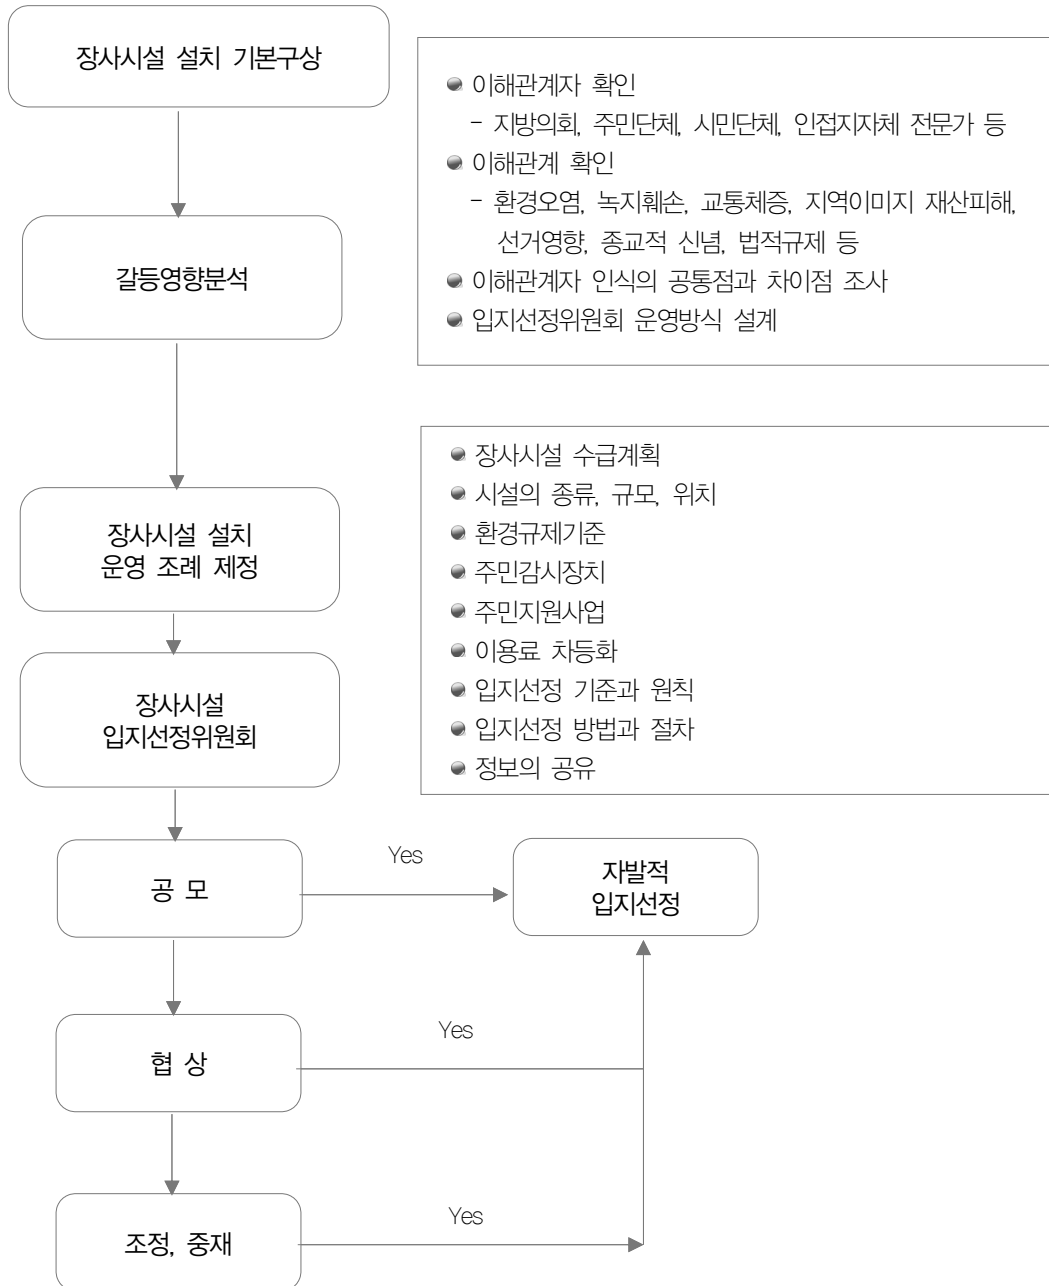 장사시설 설치 기본구상
● 이해관계자 확인
- 지방의회, 주민단체, 시민단체, 인접지자체 전문가 등
● 이해관계 확인
- 환경오염, 녹지훼손, 교통체증, 지역이미지 재산피해,
선거영향, 종교적 신념, 법적규제 등
● 이해관계자 인식의 공통점과 차이점 조사
● 입지선정위원회 운영방식 설계
갈등영향분석
● 장사시설 수급계획
● 시설의 종류, 규모, 위치
● 환경규제기준
● 주민감시장치
● 주민지원사업
● 이용료 차등화
● 입지선정 기준과 원칙
● 입지선정 방법과 절차
● 정보의 공유
장사시설 설치
운영 조례 제정
장사시설
입지선정위원회
공 모
Yes
자발적
입지선정
협 상
Yes
조정, 중재
Yes